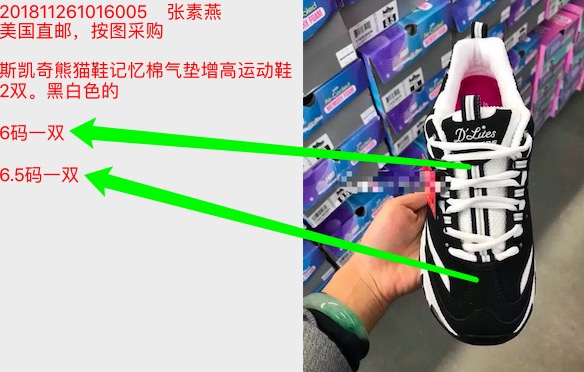 201811261016005 张素燕
美国直邮，按图采购
斯凯奇熊猫鞋记忆棉气垫增高运动鞋
2双。黑白色的
6码一双
6.5码一双
D'Lites